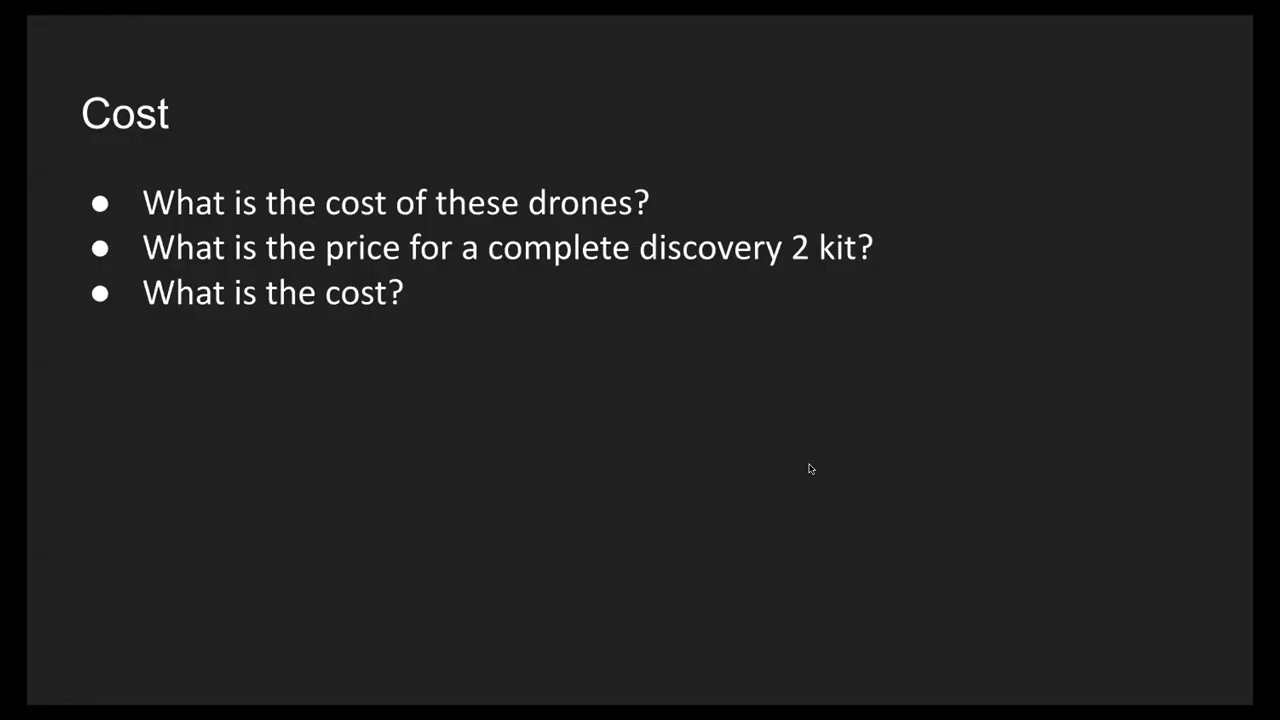 Cost
● What is the cost of these drones?
● What is the price for a complete discovery 2 kit?
● What is the cost?